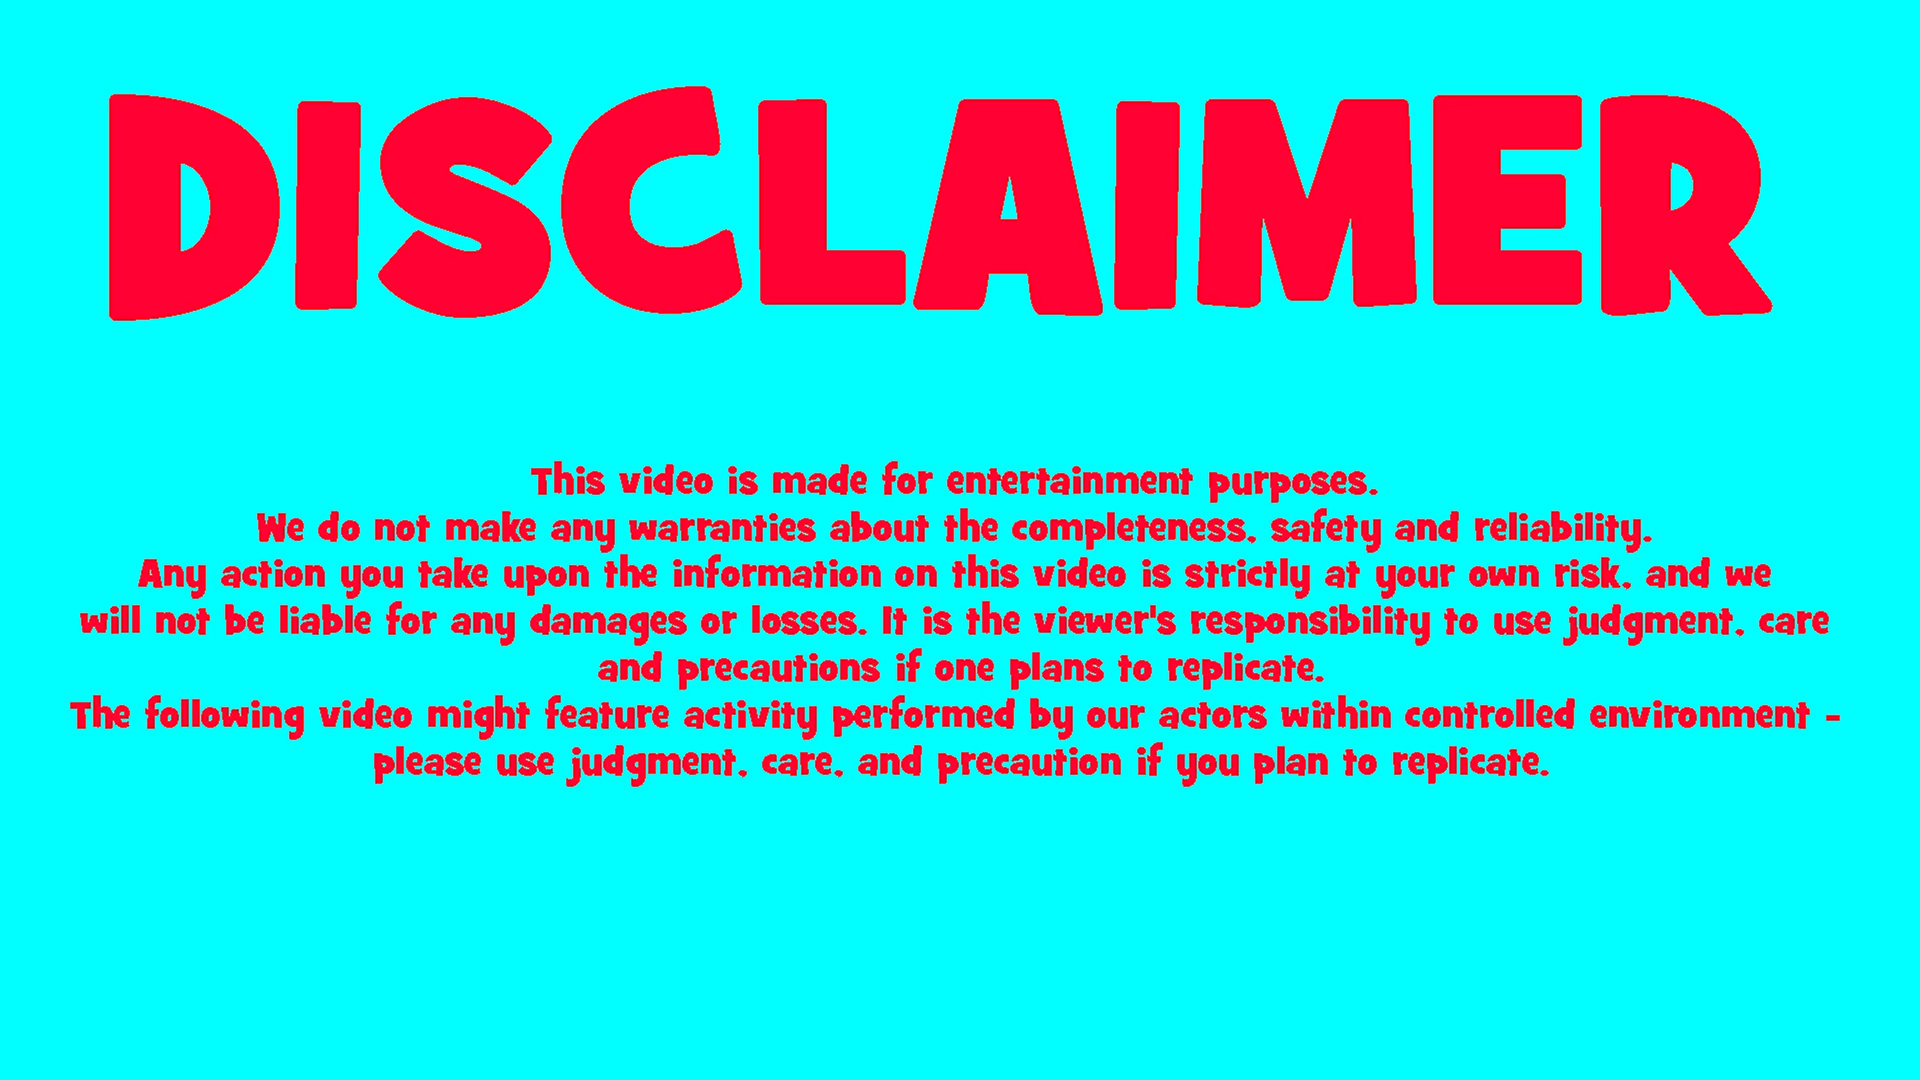 DISCLAIMER
This video is made for entertainment purposes.
We do not make any warranties about the completeness, safety and reliability.
Any action you take upon the information on this video is strictly at your own risk, and we
will not be liable for any damages or losses. It is the viewer's responsibility to use judgment, care
and precautions if one plans to replicate.
The following video might feature activity performed by our actors within controlled environment -
please use judgment, care, and precaution if you plan to replicate.